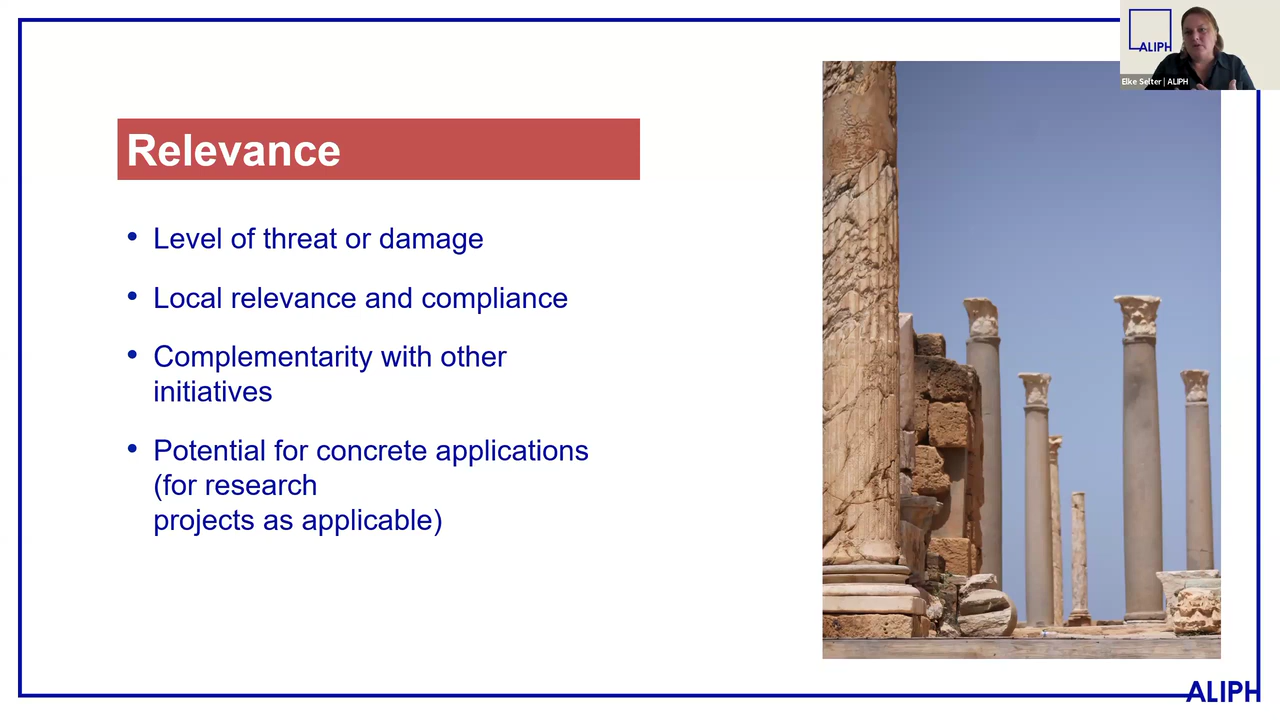 ALIPH
Elke Selter | ALIPH
Relevance
• Level of threat or damage
• Local relevance and compliance
• Complementarity with other
initiatives
• Potential for concrete applications
(for research
projects as applicable)
ALIPH